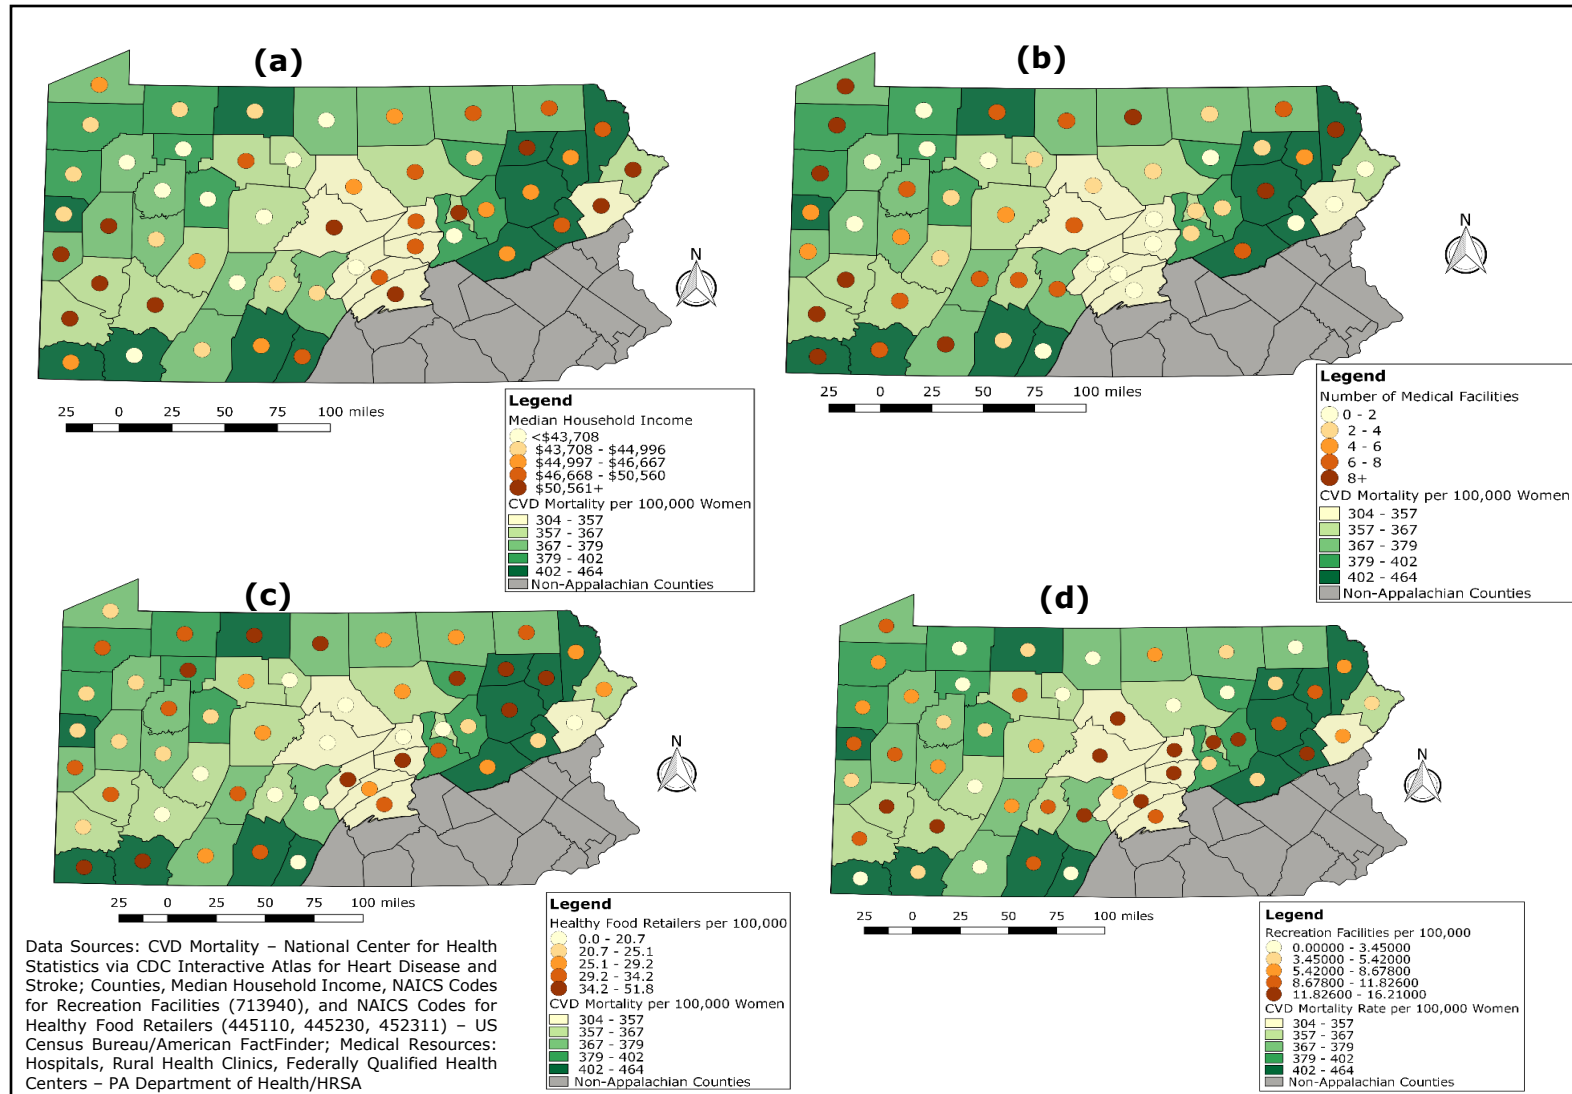 (a)
N
25 0 25 50 75 100 miles
Legend
Median Household Income
<$43,708
$43,708 - $44,996
$44,997 - $46,667
$46,668 - $50,560
$50,561+
CVD Mortality per 100,000 Women
304 - 357
357 - 367
367 - 379
379 - 402
402 - 464
Non-Appalachian Counties
(b)
N
25 0 25 50 75 100 miles
Legend
Number of Medical Facilities
0 - 2
2 - 4
4 - 6
6 - 8
8+
CVD Mortality per 100,000 Women
304 - 357
357 - 367
367 - 379
379 - 402
402 - 464
Non-Appalachian Counties
(c)
N
25 0 25 50 75 100 miles
Legend
Healthy Food Retailers per 100,000
0.0 - 20.7
20.7 - 25.1
25.1 - 29.2
29.2 - 34.2
34.2 - 51.8
CVD Mortality per 100,000 Women
304 - 357
357 - 367
367 - 379
379 - 402
402 - 464
Non-Appalachian Counties
(d)
N
25 0 25 50 75 100 miles
Legend
Recreation Facilities per 100,000
0.00000 - 3.45000
3.45000 - 5.42000
5.42000 - 8.67800
8.67800 - 11.82600
11.82600 - 16.21000
CVD Mortality Rate per 100,000 Women
304 - 357
357 - 367
367 - 379
379 - 402
402 - 464
Non-Appalachian Counties
Data Sources: CVD Mortality – National Center for Health
Statistics via CDC Interactive Atlas for Heart Disease and
Stroke; Counties, Median Household Income, NAICS Codes
for Recreation Facilities (713940), and NAICS Codes for
Healthy Food Retailers (445110, 445230, 452311) – US
Census Bureau/American FactFinder; Medical Resources:
Hospitals, Rural Health Clinics, Federally Qualified Health
Centers – PA Department of Health/HRSA